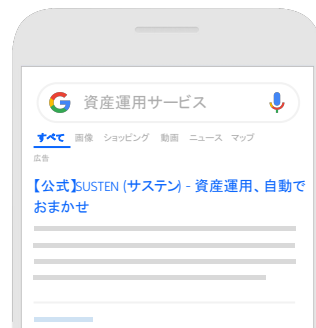 資産運用サービス
すべて 画像 ショッピング 動画 ニュース マップ
広告
【公式】SUSTEN (サステン) - 資産運用、自動で
おまかせ